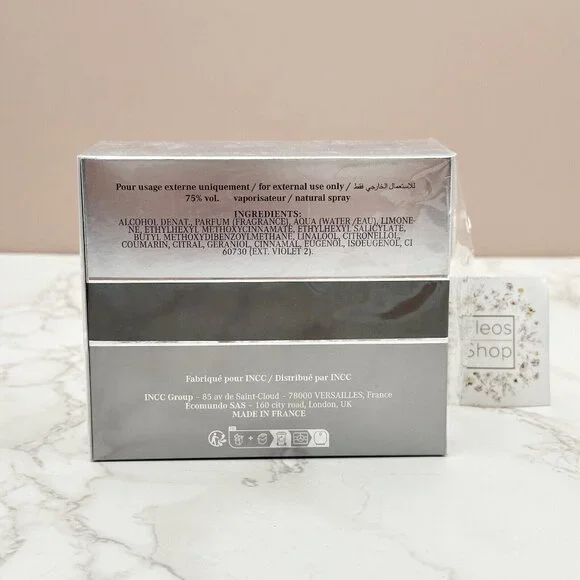 Pour usage externe uniquement / for external use only / للاستعمال الخارجي فقط
75% vol. vaporisateur / natural spray
INGREDIENTS:
ALCOHOL DENAT., PARFUM (FRAGRANCE), AQUA (WATER /EAU), LIMONE-
NE, ETHYLHEXYL METHOXYCINNAMATE, ETHYLHEXYL SALICYLATE,
BUTYL METHOXYDIBENZOYLMETHANE, LINALOOL, CITRONELLOL,
COUMARIN, CITRAL, GERANIOL, CINNAMAL, EUGENOL, ISOEUGENOL, CI
60730 (EXT. VIOLET 2).
Fabriqué pour INCC / Distribué par INCC
INCC Group – 85 av de Saint-Cloud – 78000 VERSAILLES, France
Ecomundo SAS – 160 city road, London, UK
MADE IN FRANCE
Fleos
Shop